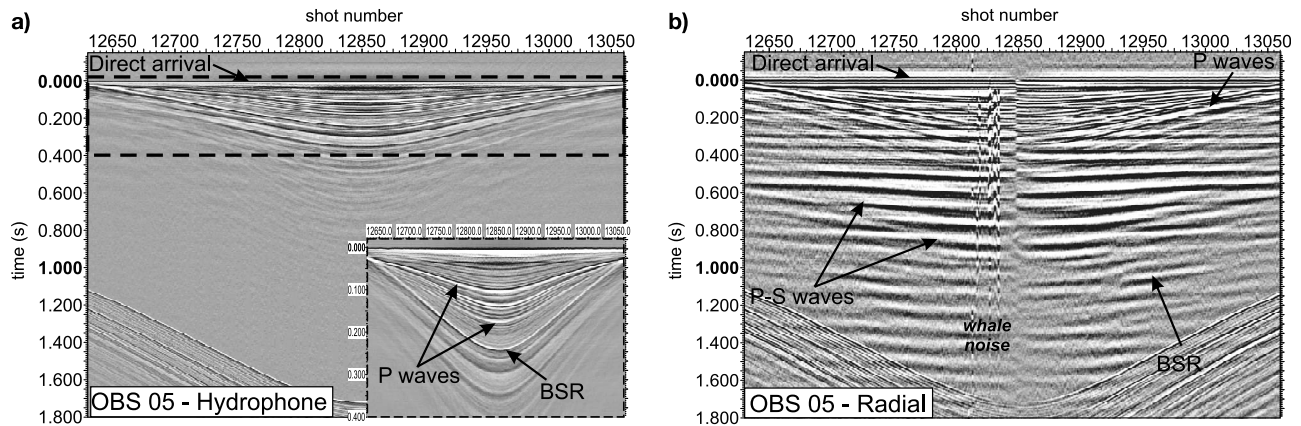 a)
shot number
12650 12700 12750 12800 12850 12900 12960 13000 13050
Direct arrival
0.000
0.200
0.400
0.600
0.800
time (s)
1.000
1.200
1.400
1.600
1.800
12650.0 12700.0 12750.0 12800.0 12850.0 12900.0 12950.0 13000.0 13050.0
0.000
0.100
0.200
0.300
0.400
P waves
BSR
OBS 05 - Hydrophone
b)
shot number
12650 12700 12750 12812 12850 12900 12960 13000 13050
Direct arrival
P waves
0.000
0.200
0.400
0.600
0.800
time (s)
1.000
1.200
1.400
1.600
1.800
P-S waves
whale
noise
BSR
OBS 05 - Radial